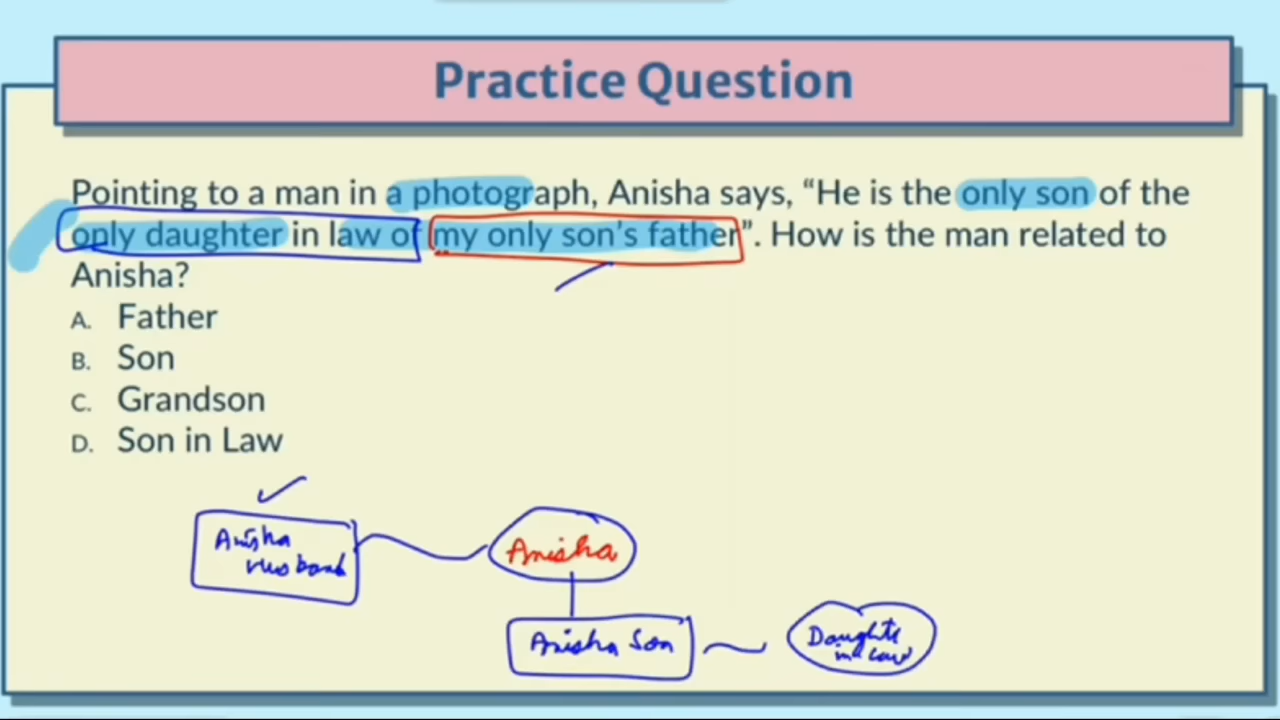 Practice Question
Pointing to a man in a photograph, Anisha says, “He is the only son of the
only daughter in law of my only son’s father”. How is the man related to
Anisha?
A. Father
B. Son
C. Grandson
D. Son in Law
Anisha
Husband
Anisha
Anisha Son
Daughte
in law